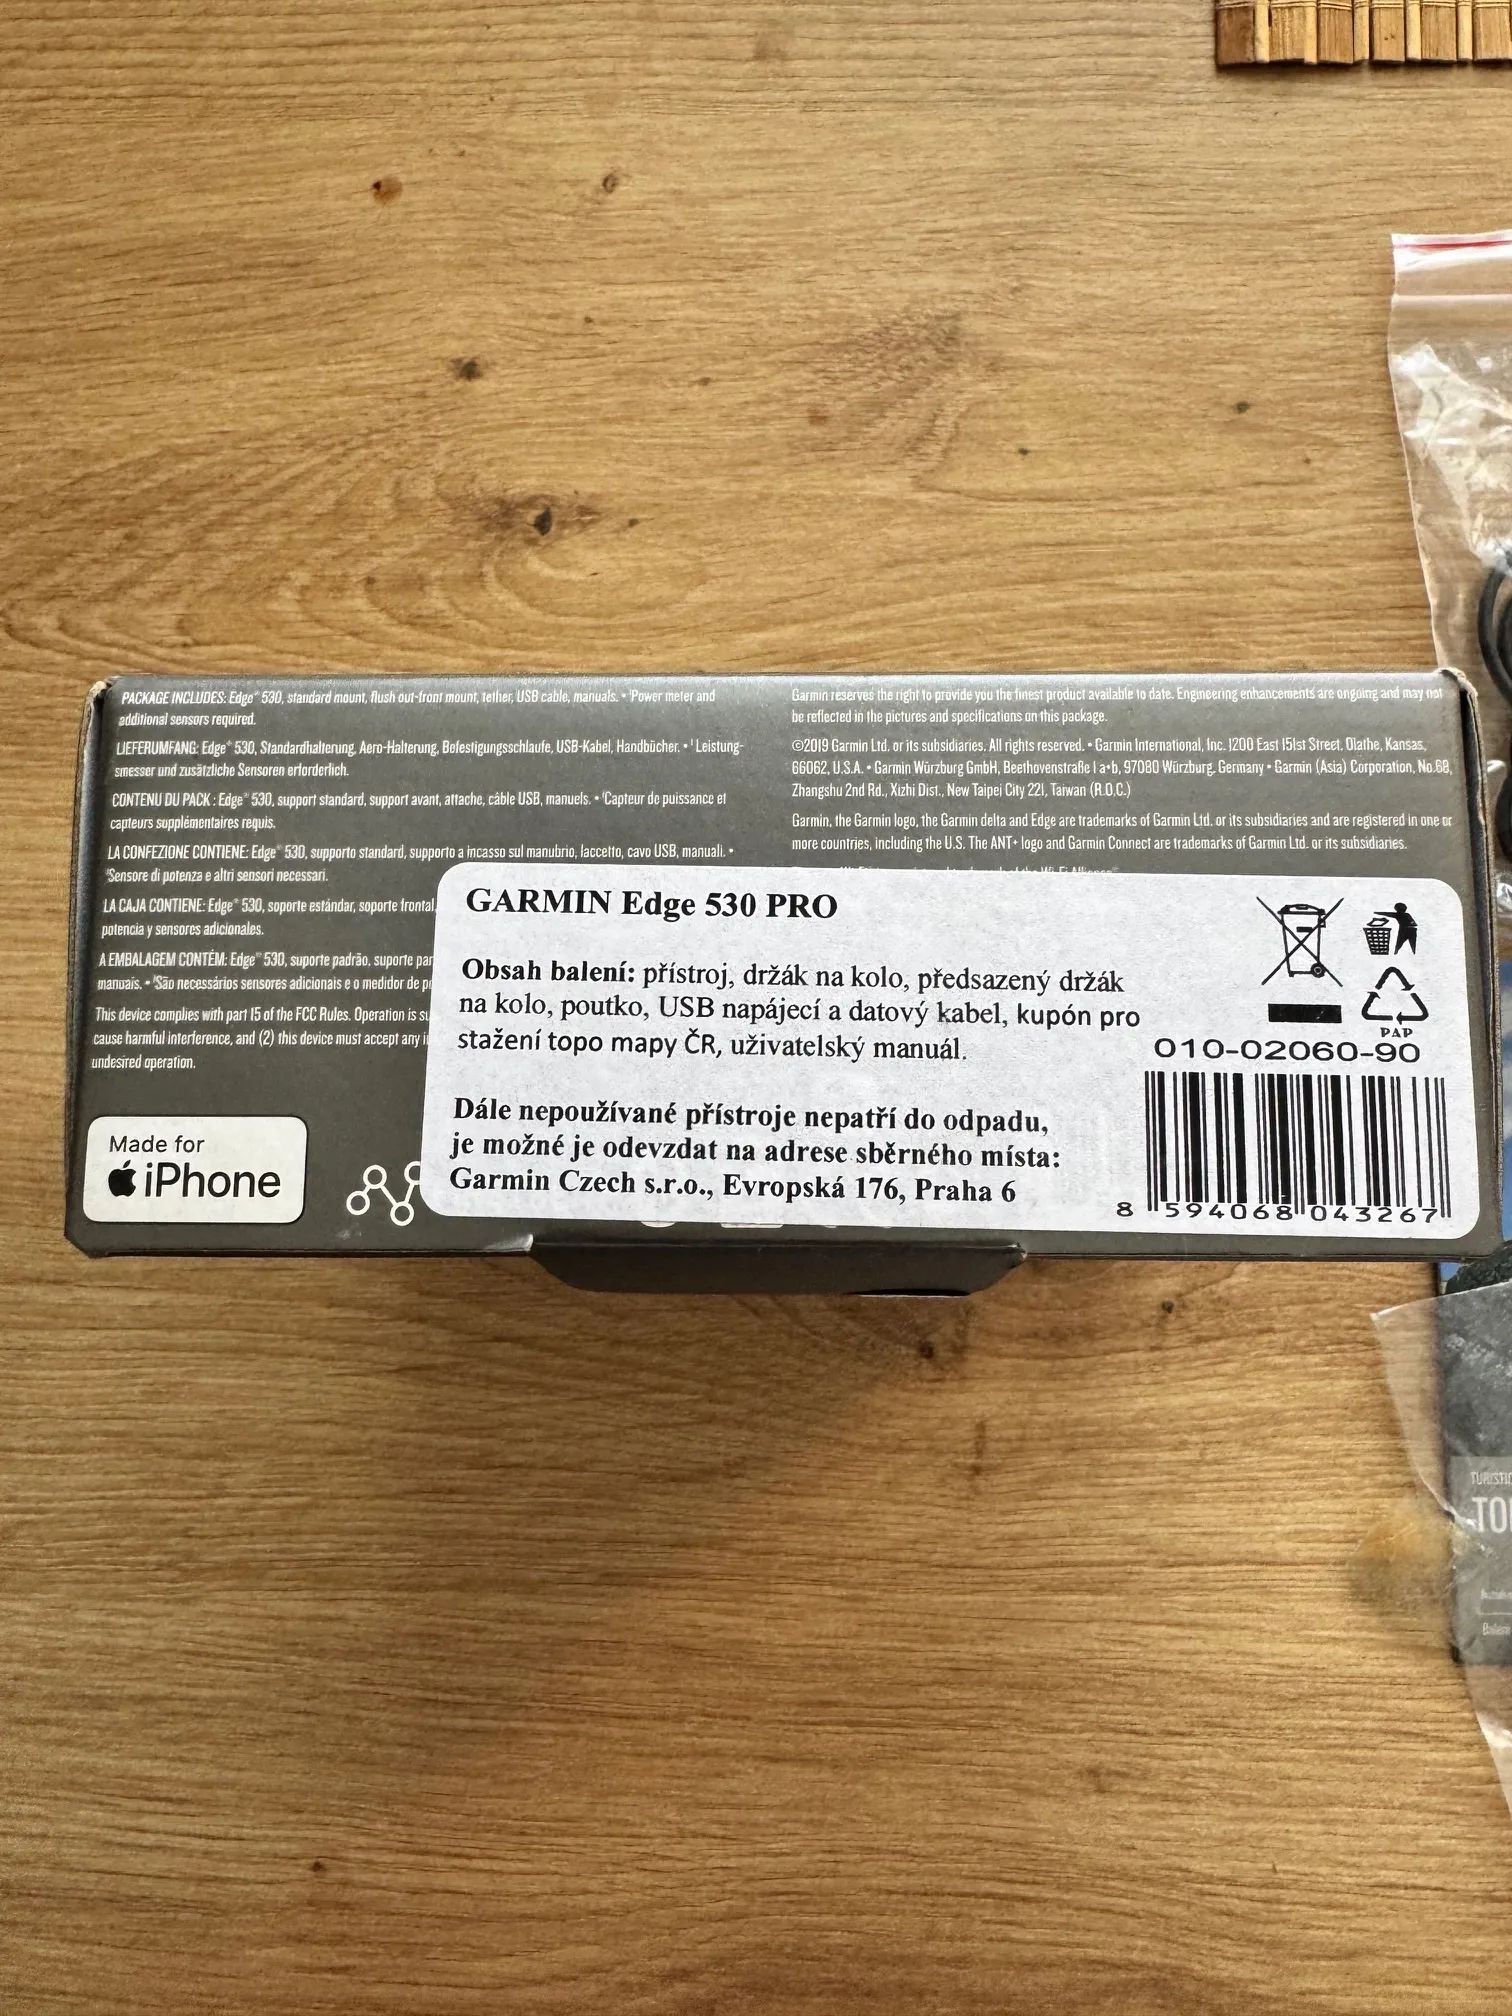 PACKAGE INCLUDES: Edge® 530, standard mount, flush out-front mount, tether, USB cable, manuals. • ¹Power meter and
additional sensors required.
LIEFERUMFANG: Edge® 530, Standardhalterung, Aero-Halterung, Befestigungsschlaufe, USB-Kabel, Handbücher. • ¹Leistung-
smesser und zusätzliche Sensoren erforderlich.
CONTENU DU PACK : Edge® 530, support standard, support avant, attache, câble USB, manuels. • ¹Capteur de puissance et
capteurs supplémentaires requis.
LA CONFEZIONE CONTIENE: Edge® 530, supporto standard, supporto a incasso sul manubrio, laccetto, cavo USB, manuali. •
¹Sensore di potenza e altri sensori necessari.
LA CAJA CONTIENE: Edge® 530, soporte estándar, soporte frontal
potencia y sensores adicionales.
A EMBALAGEM CONTÉM: Edge® 530, suporte padrão, suporte
manuais. • ¹São necessários sensores adicionais e o medidor de
This device complies with part 15 of the FCC Rules. Operation is
cause harmful interference, and (2) this device must accept any
undesired operation.
Made for
iPhone
Garmin reserves the right to provide you the finest product available to date. Engineering enhancements are ongoing and may not
be reflected in the pictures and specifications on this package.
©2019 Garmin Ltd. or its subsidiaries. All rights reserved. • Garmin International, Inc. 1200 East 151st Street, Olathe, Kansas,
66062, U.S.A. • Garmin Würzburg GmbH, Beethovenstraße 1 a+b, 97080 Würzburg, Germany • Garmin (Asia) Corporation, No.68,
Zhangshu 2nd Rd., Xizhi Dist., New Taipei City 221, Taiwan (R.O.C.)
Garmin, the Garmin logo, the Garmin delta and Edge are trademarks of Garmin Ltd. or its subsidiaries and are registered in one or
more countries, including the U.S. The ANT+ logo and Garmin Connect are trademarks of Garmin Ltd. or its subsidiaries.
GARMIN Edge 530 PRO
Obsah balení: přístroj, držák na kolo, předsazený držák
na kolo, poutko, USB napájecí a datový kabel, kupón pro
stažení topo mapy ČR, uživatelský manuál.
Dále nepoužívané přístroje nepatří do odpadu,
je možné je odevzdat na adrese sběrného místa:
Garmin Czech s.r.o., Evropská 176, Praha 6
PAP
010-02060-90
8 594068 043267